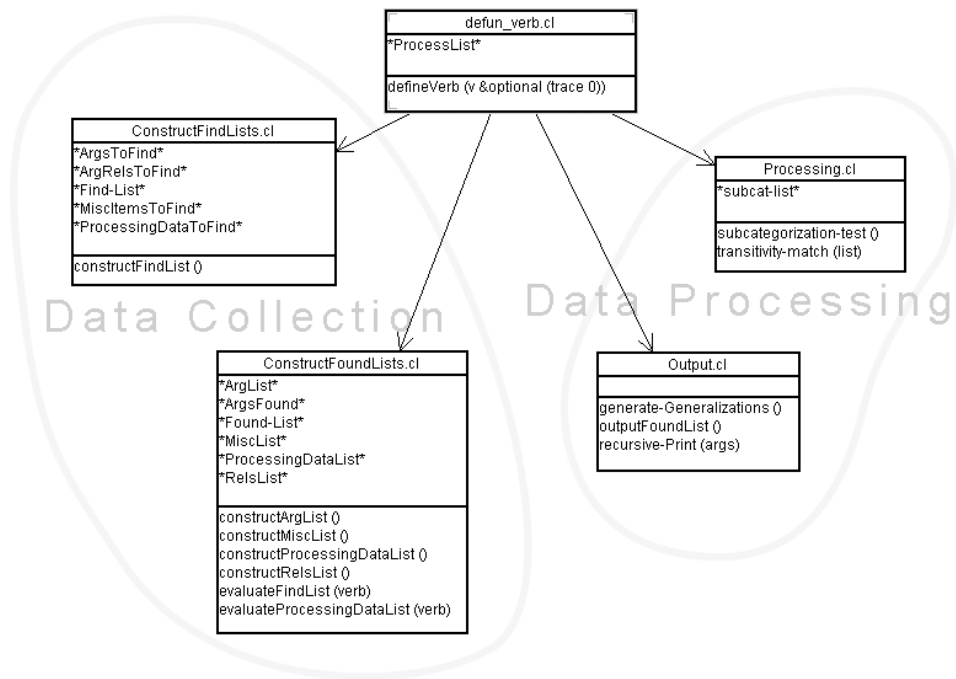 defun_verb.cl
*ProcessList*
defineVerb (v &optional (trace 0))
ConstructFindLists.cl
*ArgsToFind*
*ArgRelsToFind*
*Find-List*
*MiscItemsToFind*
*ProcessingDataToFind*
constructFindList ()
Processing.cl
*subcat-list*
subcategorization-test ()
transitivity-match (list)
Data Collection
Data Processing
ConstructFoundLists.cl
*ArgList*
*ArgsFound*
*Found-List*
*MiscList*
*ProcessingDataList*
*RelsList*
constructArgList ()
constructMiscList ()
constructProcessingDataList ()
constructRelsList ()
evaluateFindList (verb)
evaluateProcessingDataList (verb)
Output.cl
generate-Generalizations ()
outputFoundList ()
recursive-Print (args)